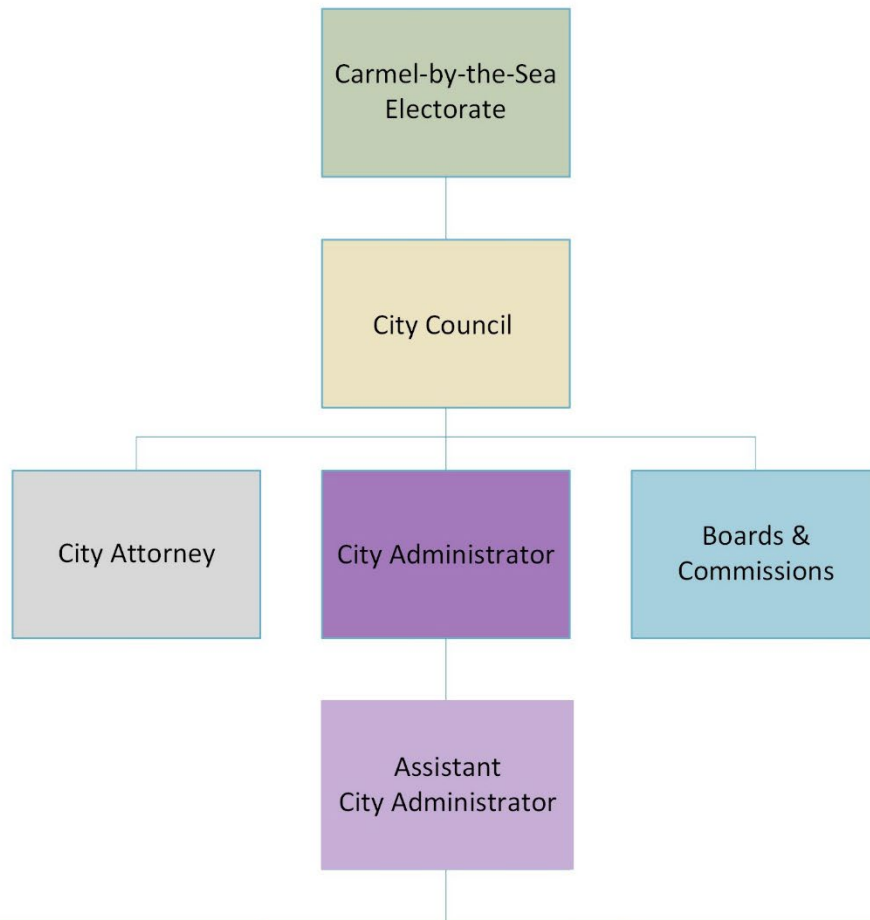 Carmel-by-the-Sea
Electorate
City Council
City Attorney
City Administrator
Boards &
Commissions
Assistant
City Administrator